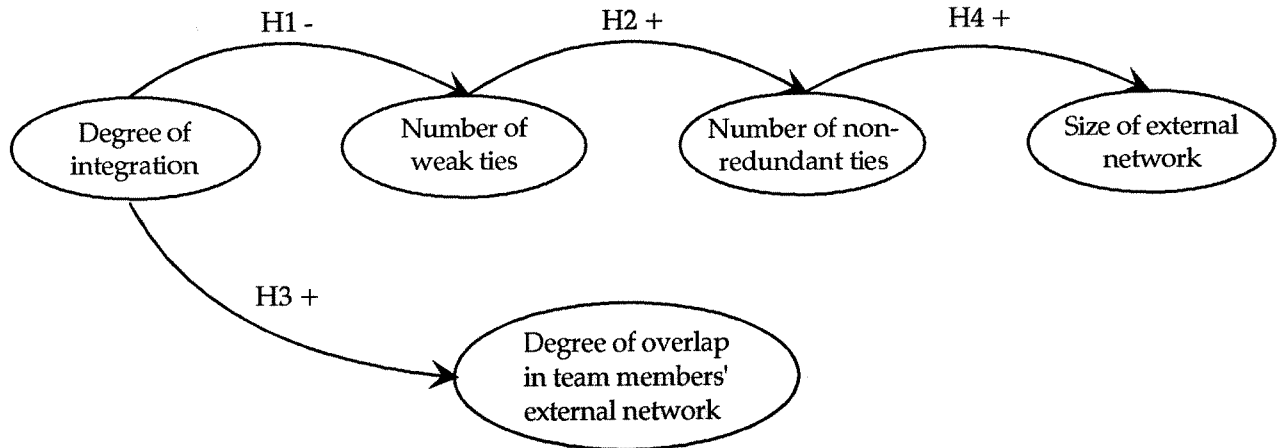 H1 -
H2 +
H4 +
Degree of
integration
Number of
weak ties
Number of non-
redundant ties
Size of external
network
H3 +
Degree of overlap
in team members'
external network